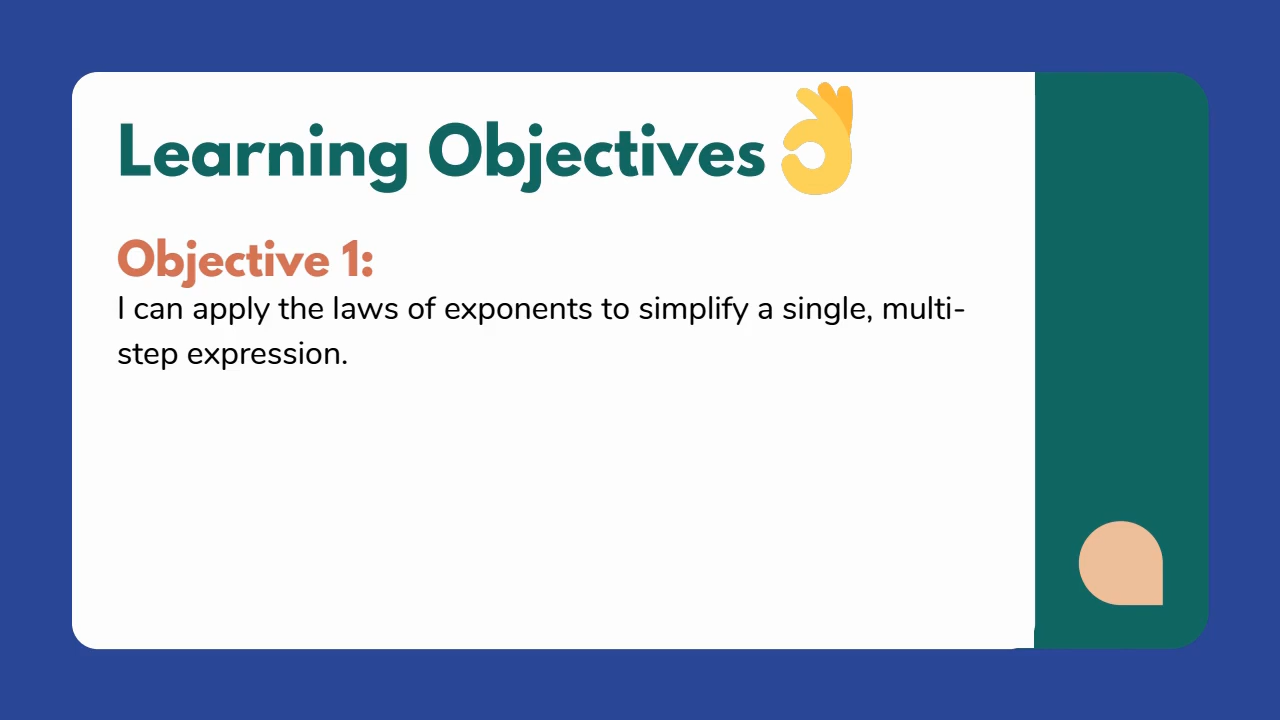 Learning Objectives
Objective 1:
I can apply the laws of exponents to simplify a single, multi-
step expression.